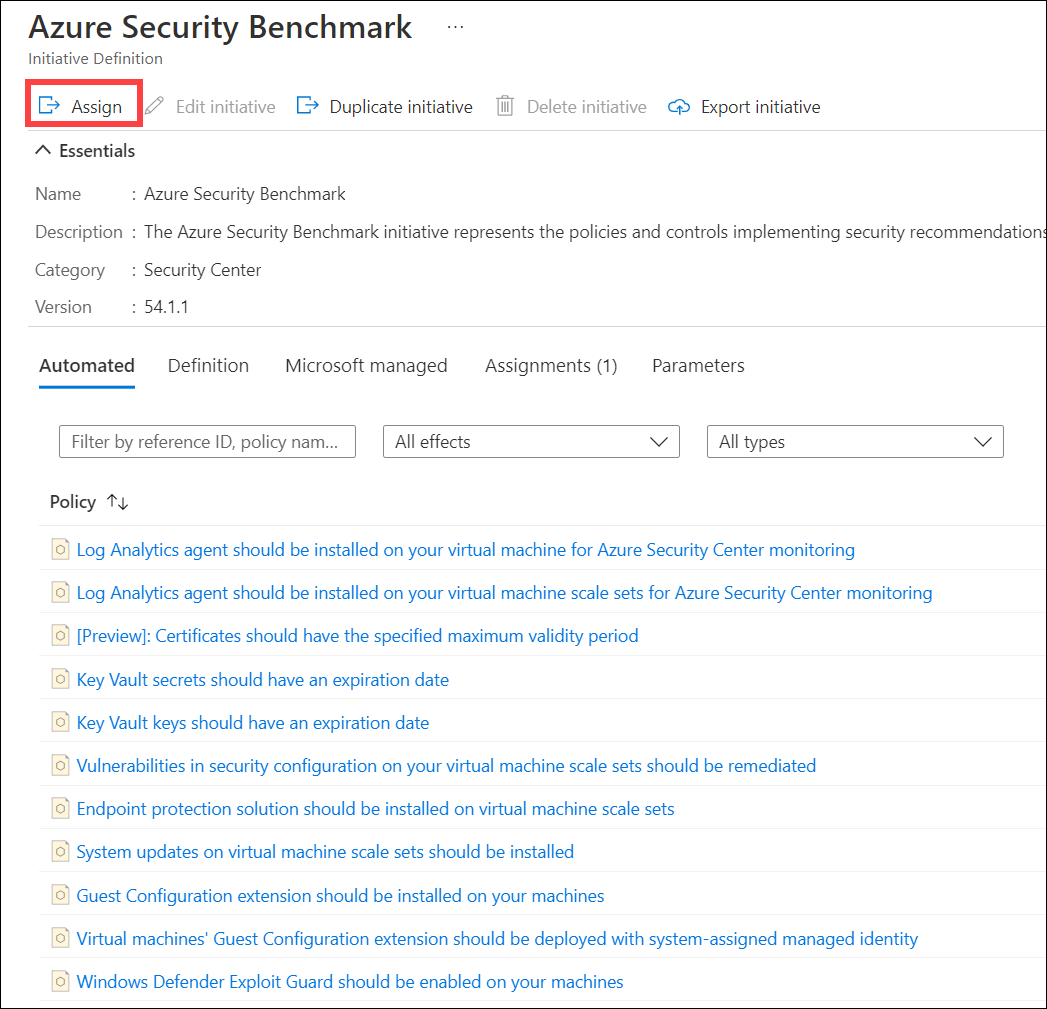 Azure Security Benchmark ...
Initiative Definition
Assign Edit initiative Duplicate initiative Delete initiative Export initiative
Essentials
Name : Azure Security Benchmark
Description : The Azure Security Benchmark initiative represents the policies and controls implementing security recommendations
Category : Security Center
Version : 54.1.1
Automated Definition Microsoft managed Assignments (1) Parameters
Filter by reference ID, policy nam... All effects All types
Policy ↑↓
Log Analytics agent should be installed on your virtual machine for Azure Security Center monitoring
Log Analytics agent should be installed on your virtual machine scale sets for Azure Security Center monitoring
[Preview]: Certificates should have the specified maximum validity period
Key Vault secrets should have an expiration date
Key Vault keys should have an expiration date
Vulnerabilities in security configuration on your virtual machine scale sets should be remediated
Endpoint protection solution should be installed on virtual machine scale sets
System updates on virtual machine scale sets should be installed
Guest Configuration extension should be installed on your machines
Virtual machines' Guest Configuration extension should be deployed with system-assigned managed identity
Windows Defender Exploit Guard should be enabled on your machines